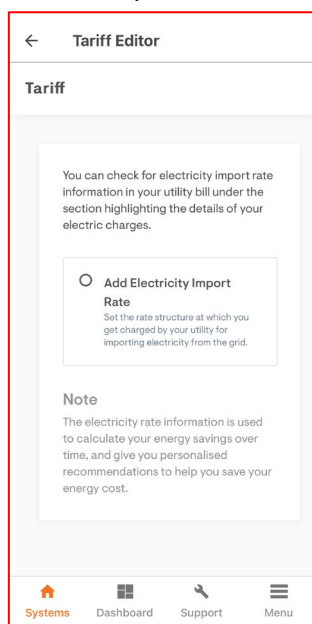 Tariff Editor
Tariff
You can check for electricity import rate
information in your utility bill under the
section highlighting the details of your
electric charges.
Add Electricity Import
Rate
Set the rate structure at which you
get charged by your utility for
importing electricity from the grid.
Note
The electricity rate information is used
to calculate your energy savings over
time, and give you personalised
recommendations to help you save your
energy cost.
Systems Dashboard Support Menu